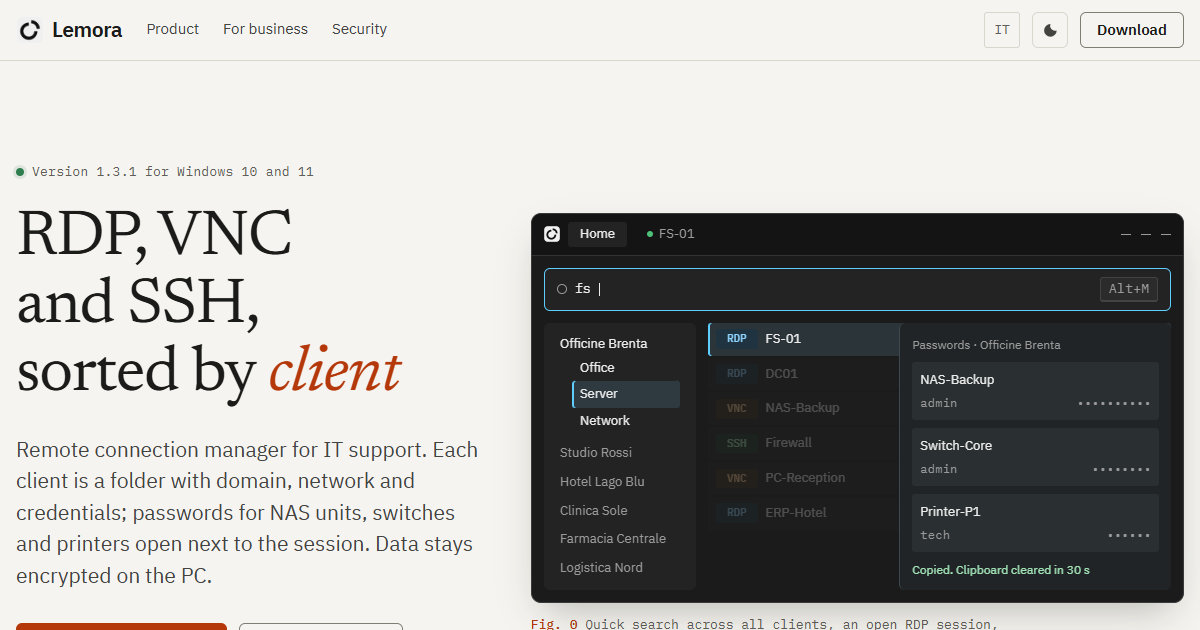 Lemora Product For business Security IT Download
Version 1.3.1 for Windows 10 and 11
RDP, VNC
and SSH,
sorted by client
Remote connection manager for IT support. Each
client is a folder with domain, network and
credentials; passwords for NAS units, switches
and printers open next to the session. Data stays
encrypted on the PC.
Home FS-01
fs Alt+M
Officine Brenta
Office
Server
Network
Studio Rossi
Hotel Lago Blu
Clinica Sole
Farmacia Centrale
Logistica Nord
RDP FS-01
RDP DC01
VNC NAS-Backup
SSH Firewall
VNC PC-Reception
RDP ERP-Hotel
Passwords · Officine Brenta
NAS-Backup
admin ••••••••••
Switch-Core
admin ••••••••
Printer-P1
tech ••••••
Copied. Clipboard cleared in 30 s
Fig. 0 Quick search across all clients, an open RDP session,